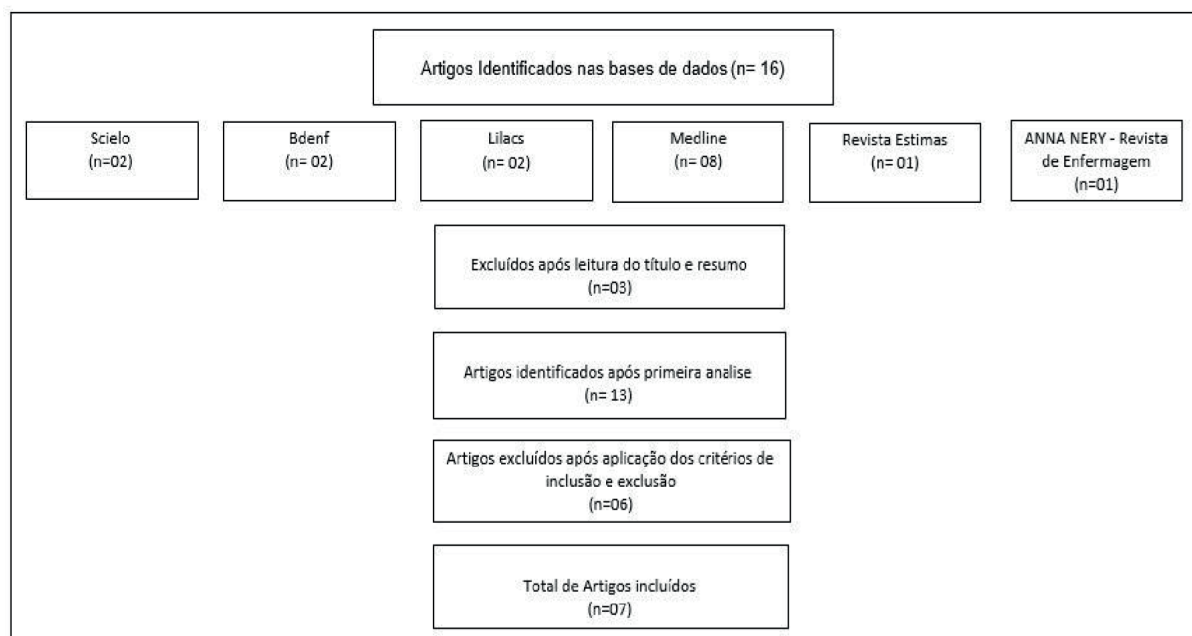 Artigos Identificados nas bases de dados (n= 16)
Scielo
(n=02)
Bdenf
(n= 02)
Lilacs
(n= 02)
Medline
(n= 08)
Revista Estimas
(n= 01)
ANNA NERY - Revista
de Enfermagem
(n=01)
Excluídos após leitura do título e resumo
(n=03)
Artigos identificados após primeira analise
(n= 13)
Artigos excluídos após aplicação dos critérios de
inclusão e exclusão
(n=06)
Total de Artigos incluídos
(n=07)